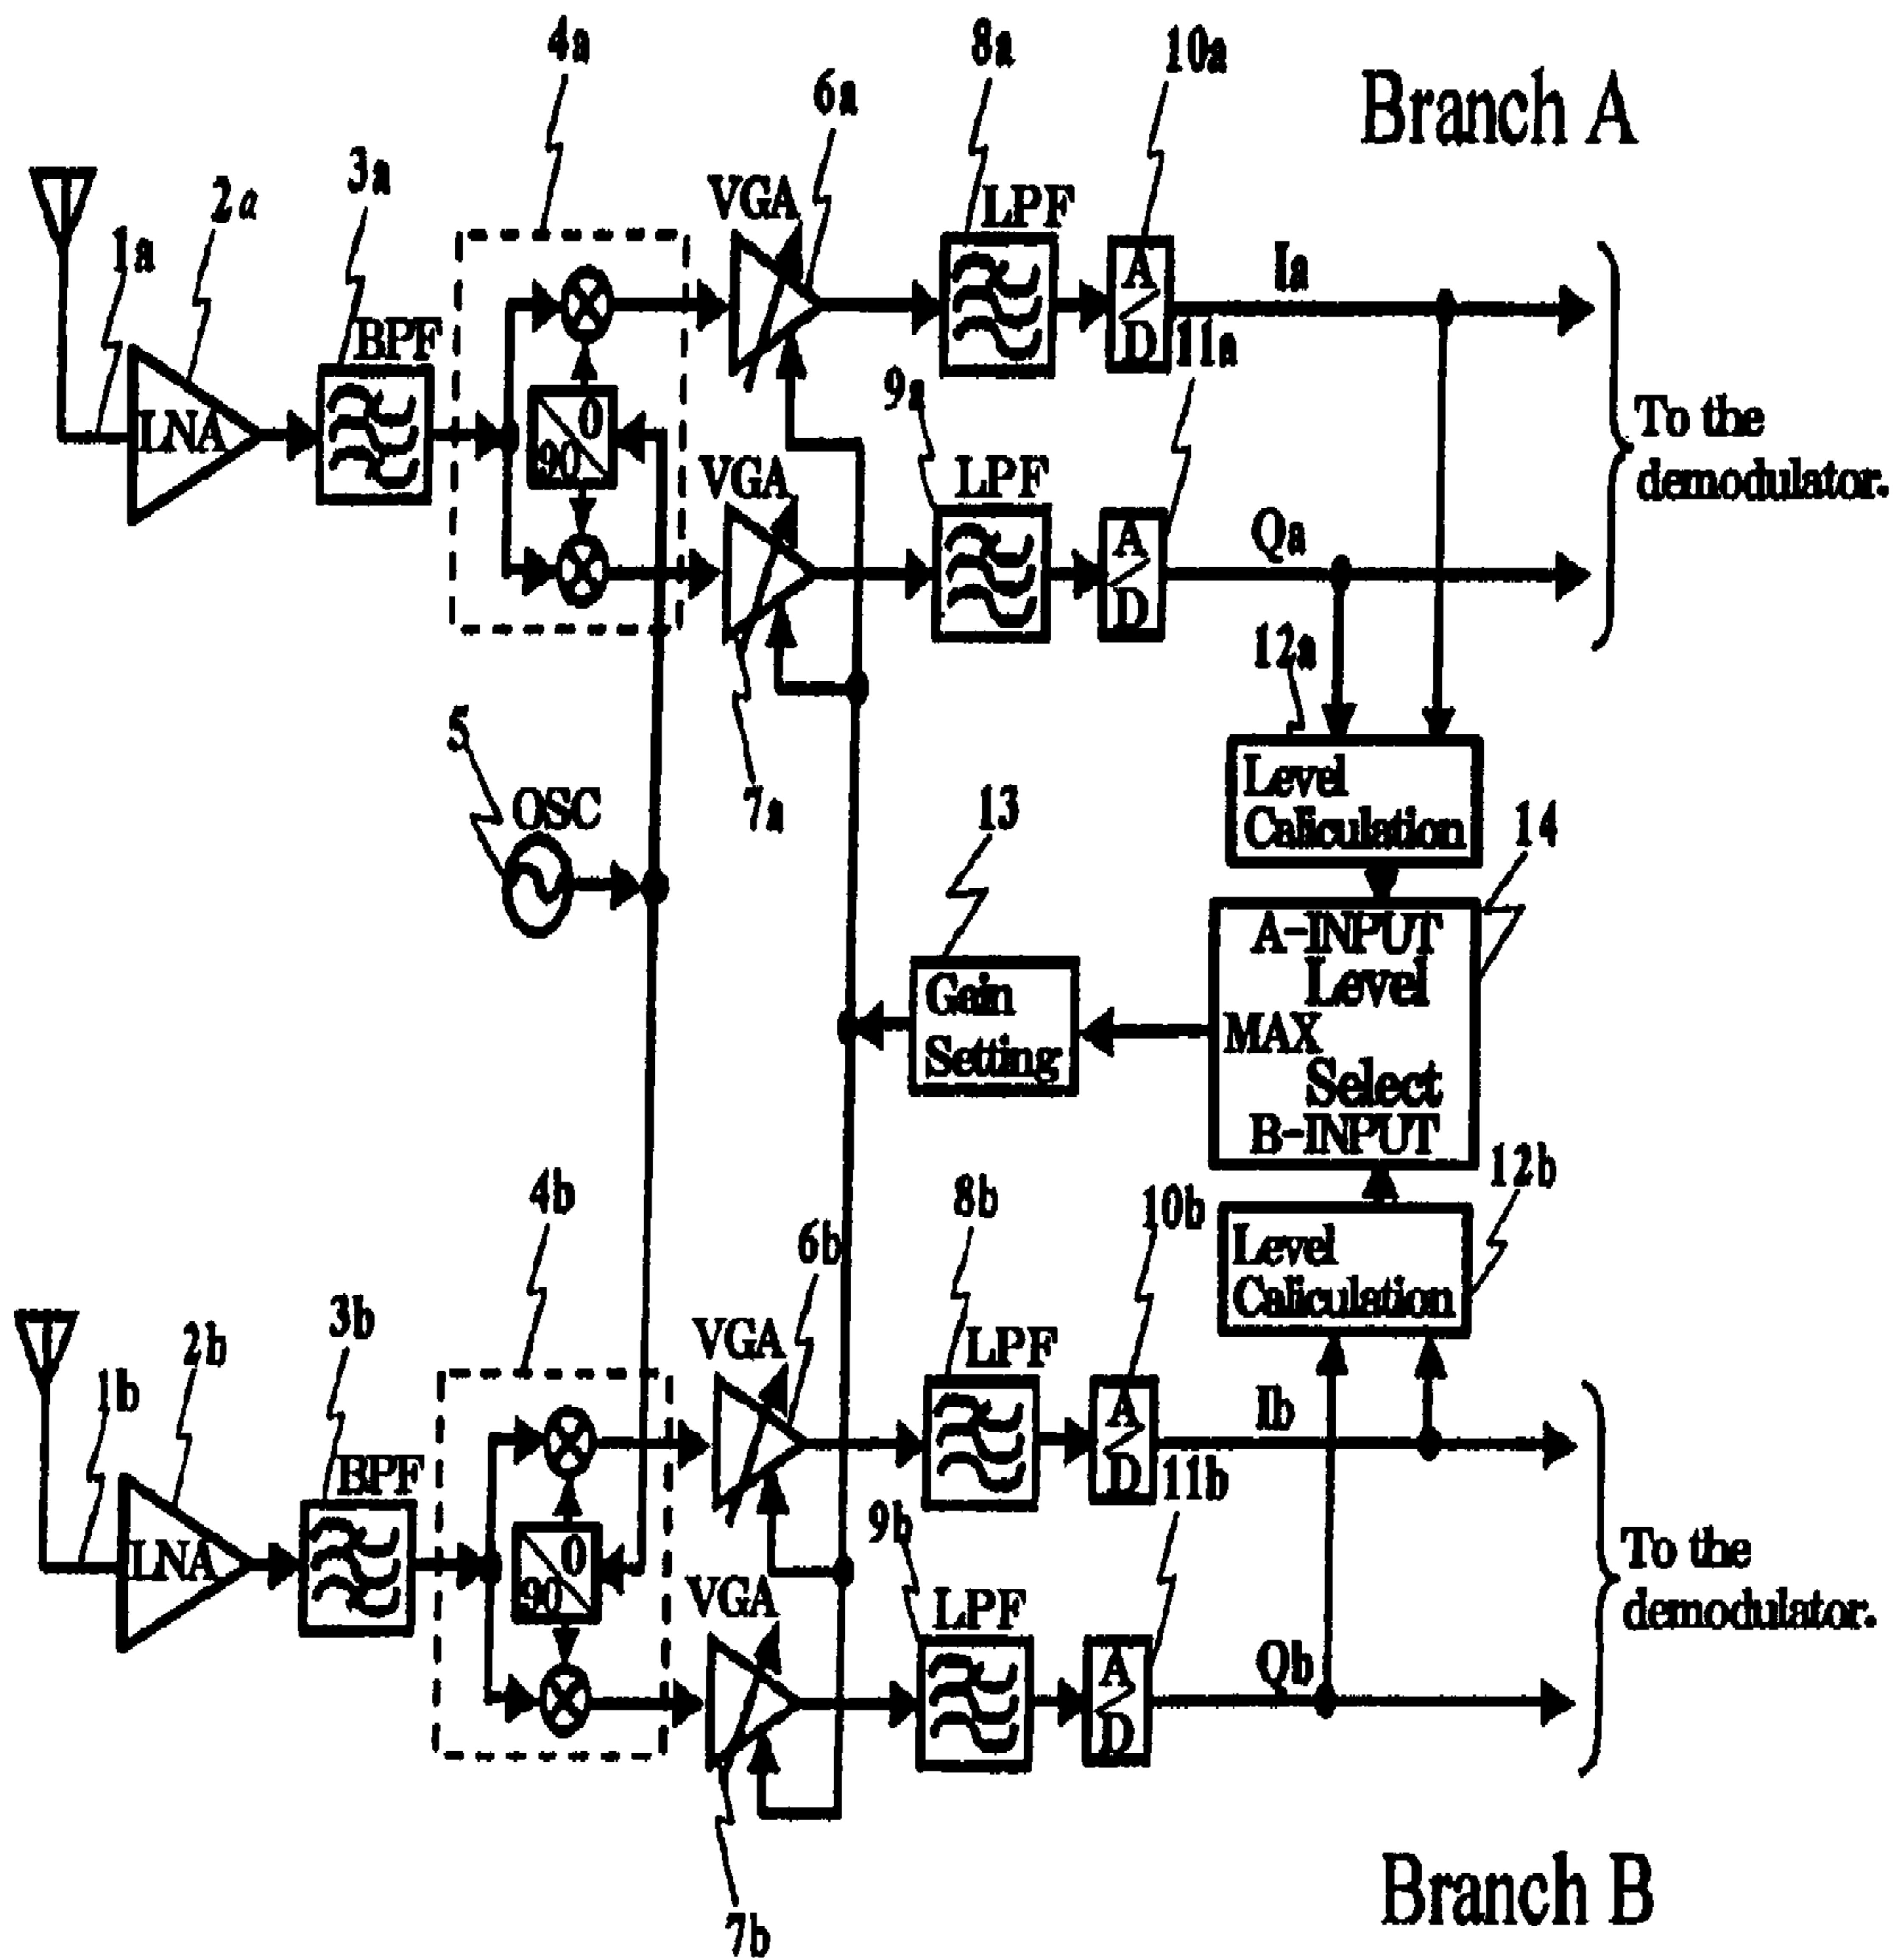 4a
8a
10a
6a
Branch A
3a
2a
VGA
LPF
1a
A
D
Ia
BPF
11a
LNA
0
90
9a
To the
demodulator.
VGA
LPF
A
D
Qa
12a
5
OSC
7a
13
Level
Caliculation
14
A-INPUT
Level
MAX
Select
B-INPUT
Gain
Setting
4b
8b
10b
12b
6b
Level
Caliculation
3b
2b
VGA
LPF
1b
A
D
Ib
BPF
11b
LNA
0
90
9b
To the
demodulator.
VGA
LPF
A
D
Qb
7b
Branch B